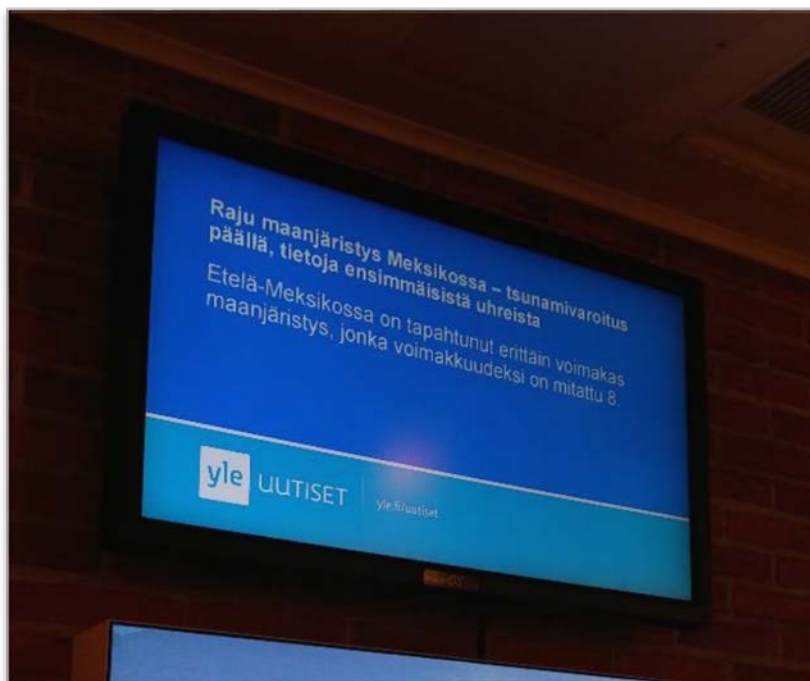 Raju maanjäristys Meksikossa – tsunamivaroitus
päällä, tietoja ensimmäisistä uhreista
Etelä-Meksikossa on tapahtunut erittäin voimakas
maanjäristys, jonka voimakkuudeksi on mitattu 8.
yle UUTISET yle.fi/uutiset